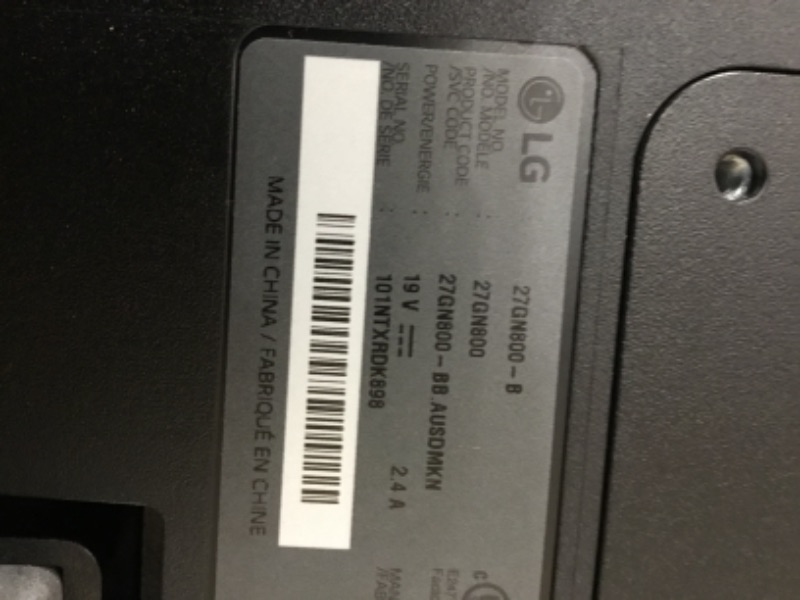 LG
27GN800-B
MODEL NO.
/NO. MODÈLE : 27GN800
PRODUCT CODE
/SVC CODE : 27GN800-BB.AUSDMKN
POWER/ENERGIE : 19 V 2.4 A
SERIAL NO.
/NO. DE SÉRIE : 101NTXRDK898
MADE IN CHINA / FABRIQUÉ EN CHINE